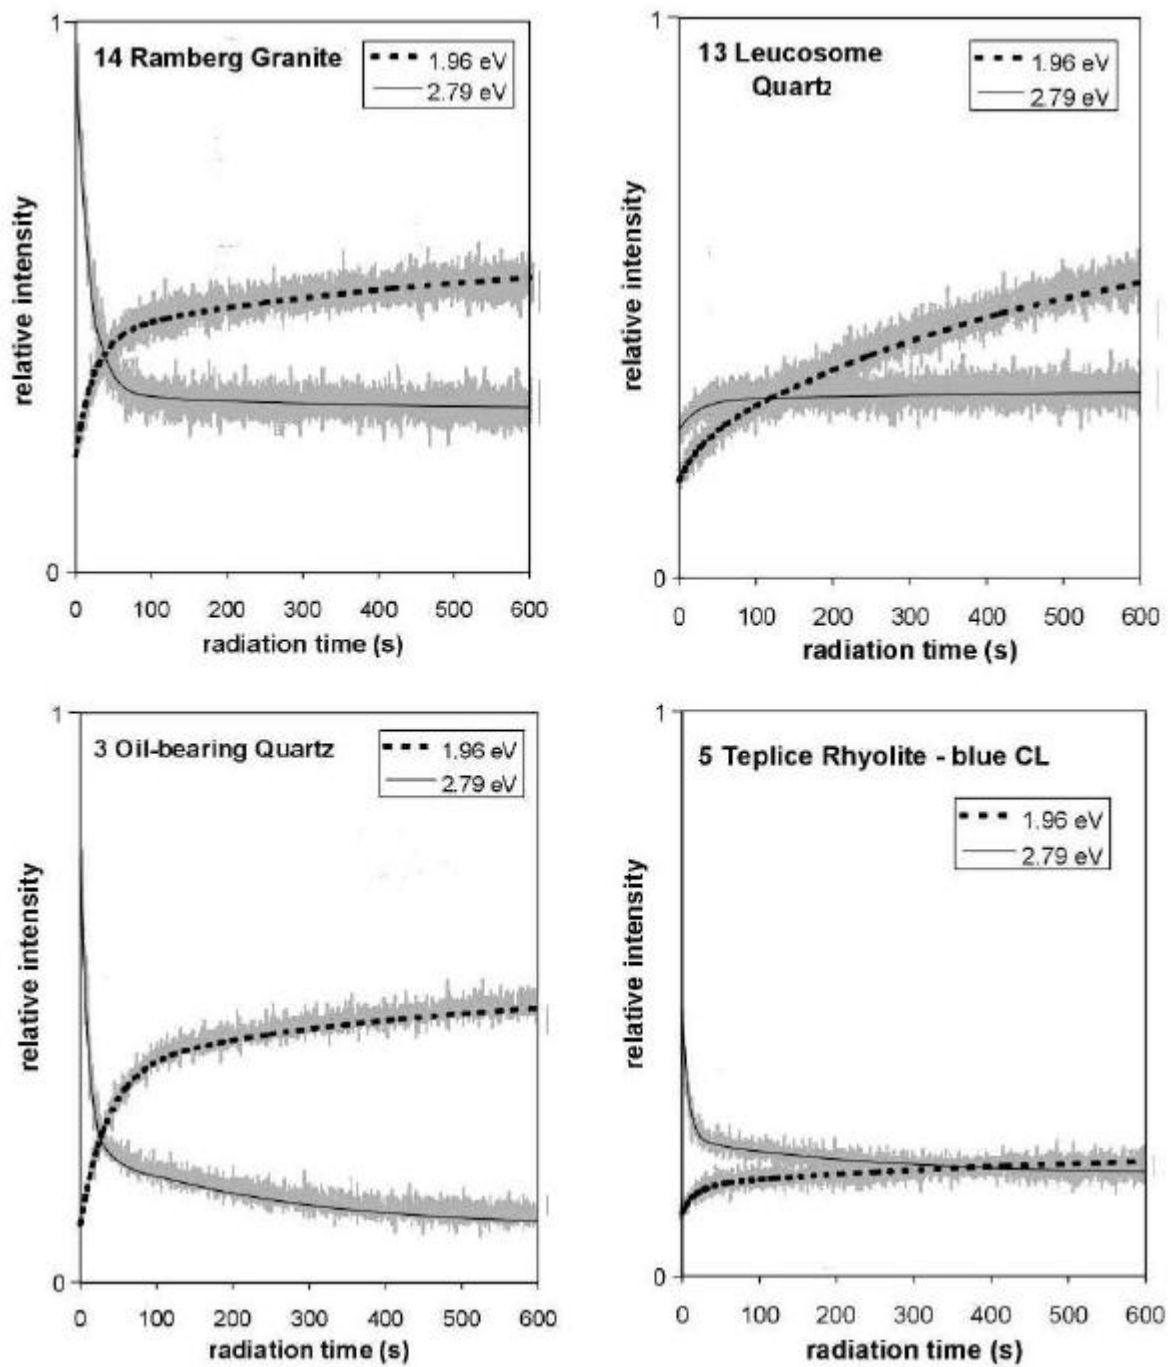 1
14 Ramberg Granite
1.96 eV
2.79 eV
relative intensity
0
0 100 200 300 400 500 600
radiation time (s)
1
13 Leucosome
Quartz
1.96 eV
2.79 eV
relative intensity
0
0 100 200 300 400 500 600
radiation time (s)
1
3 Oil-bearing Quartz
1.96 eV
2.79 eV
relative intensity
0
0 100 200 300 400 500 600
radiation time (s)
1
5 Teplice Rhyolite - blue CL
1.96 eV
2.79 eV
relative intensity
0
0 100 200 300 400 500 600
radiation time (s)